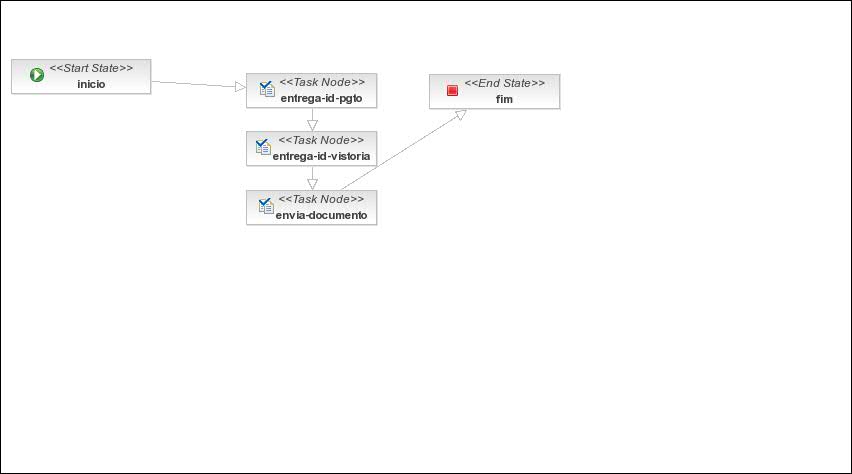 <<Start State>>
inicio
<<Task Node>>
entrega-id-pgto
<<End State>>
fim
<<Task Node>>
entrega-id-vistoria
<<Task Node>>
envia-documento